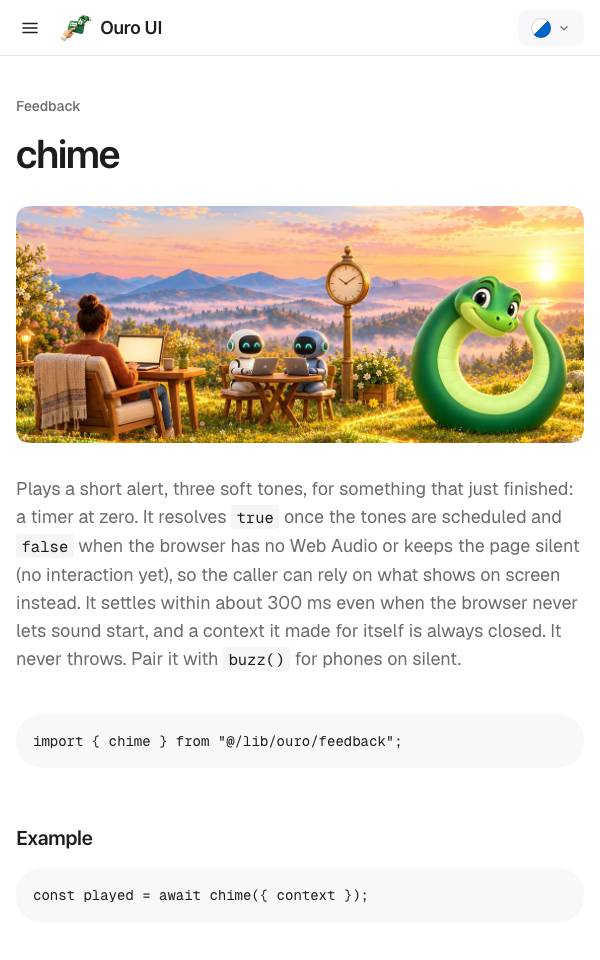 Ouro UI
Feedback
chime
Plays a short alert, three soft tones, for something that just finished:
a timer at zero. It resolves true once the tones are scheduled and
false when the browser has no Web Audio or keeps the page silent
(no interaction yet), so the caller can rely on what shows on screen
instead. It settles within about 300 ms even when the browser never
lets sound start, and a context it made for itself is always closed. It
never throws. Pair it with buzz() for phones on silent.
import { chime } from "@/lib/ouro/feedback";
Example
const played = await chime({ context });